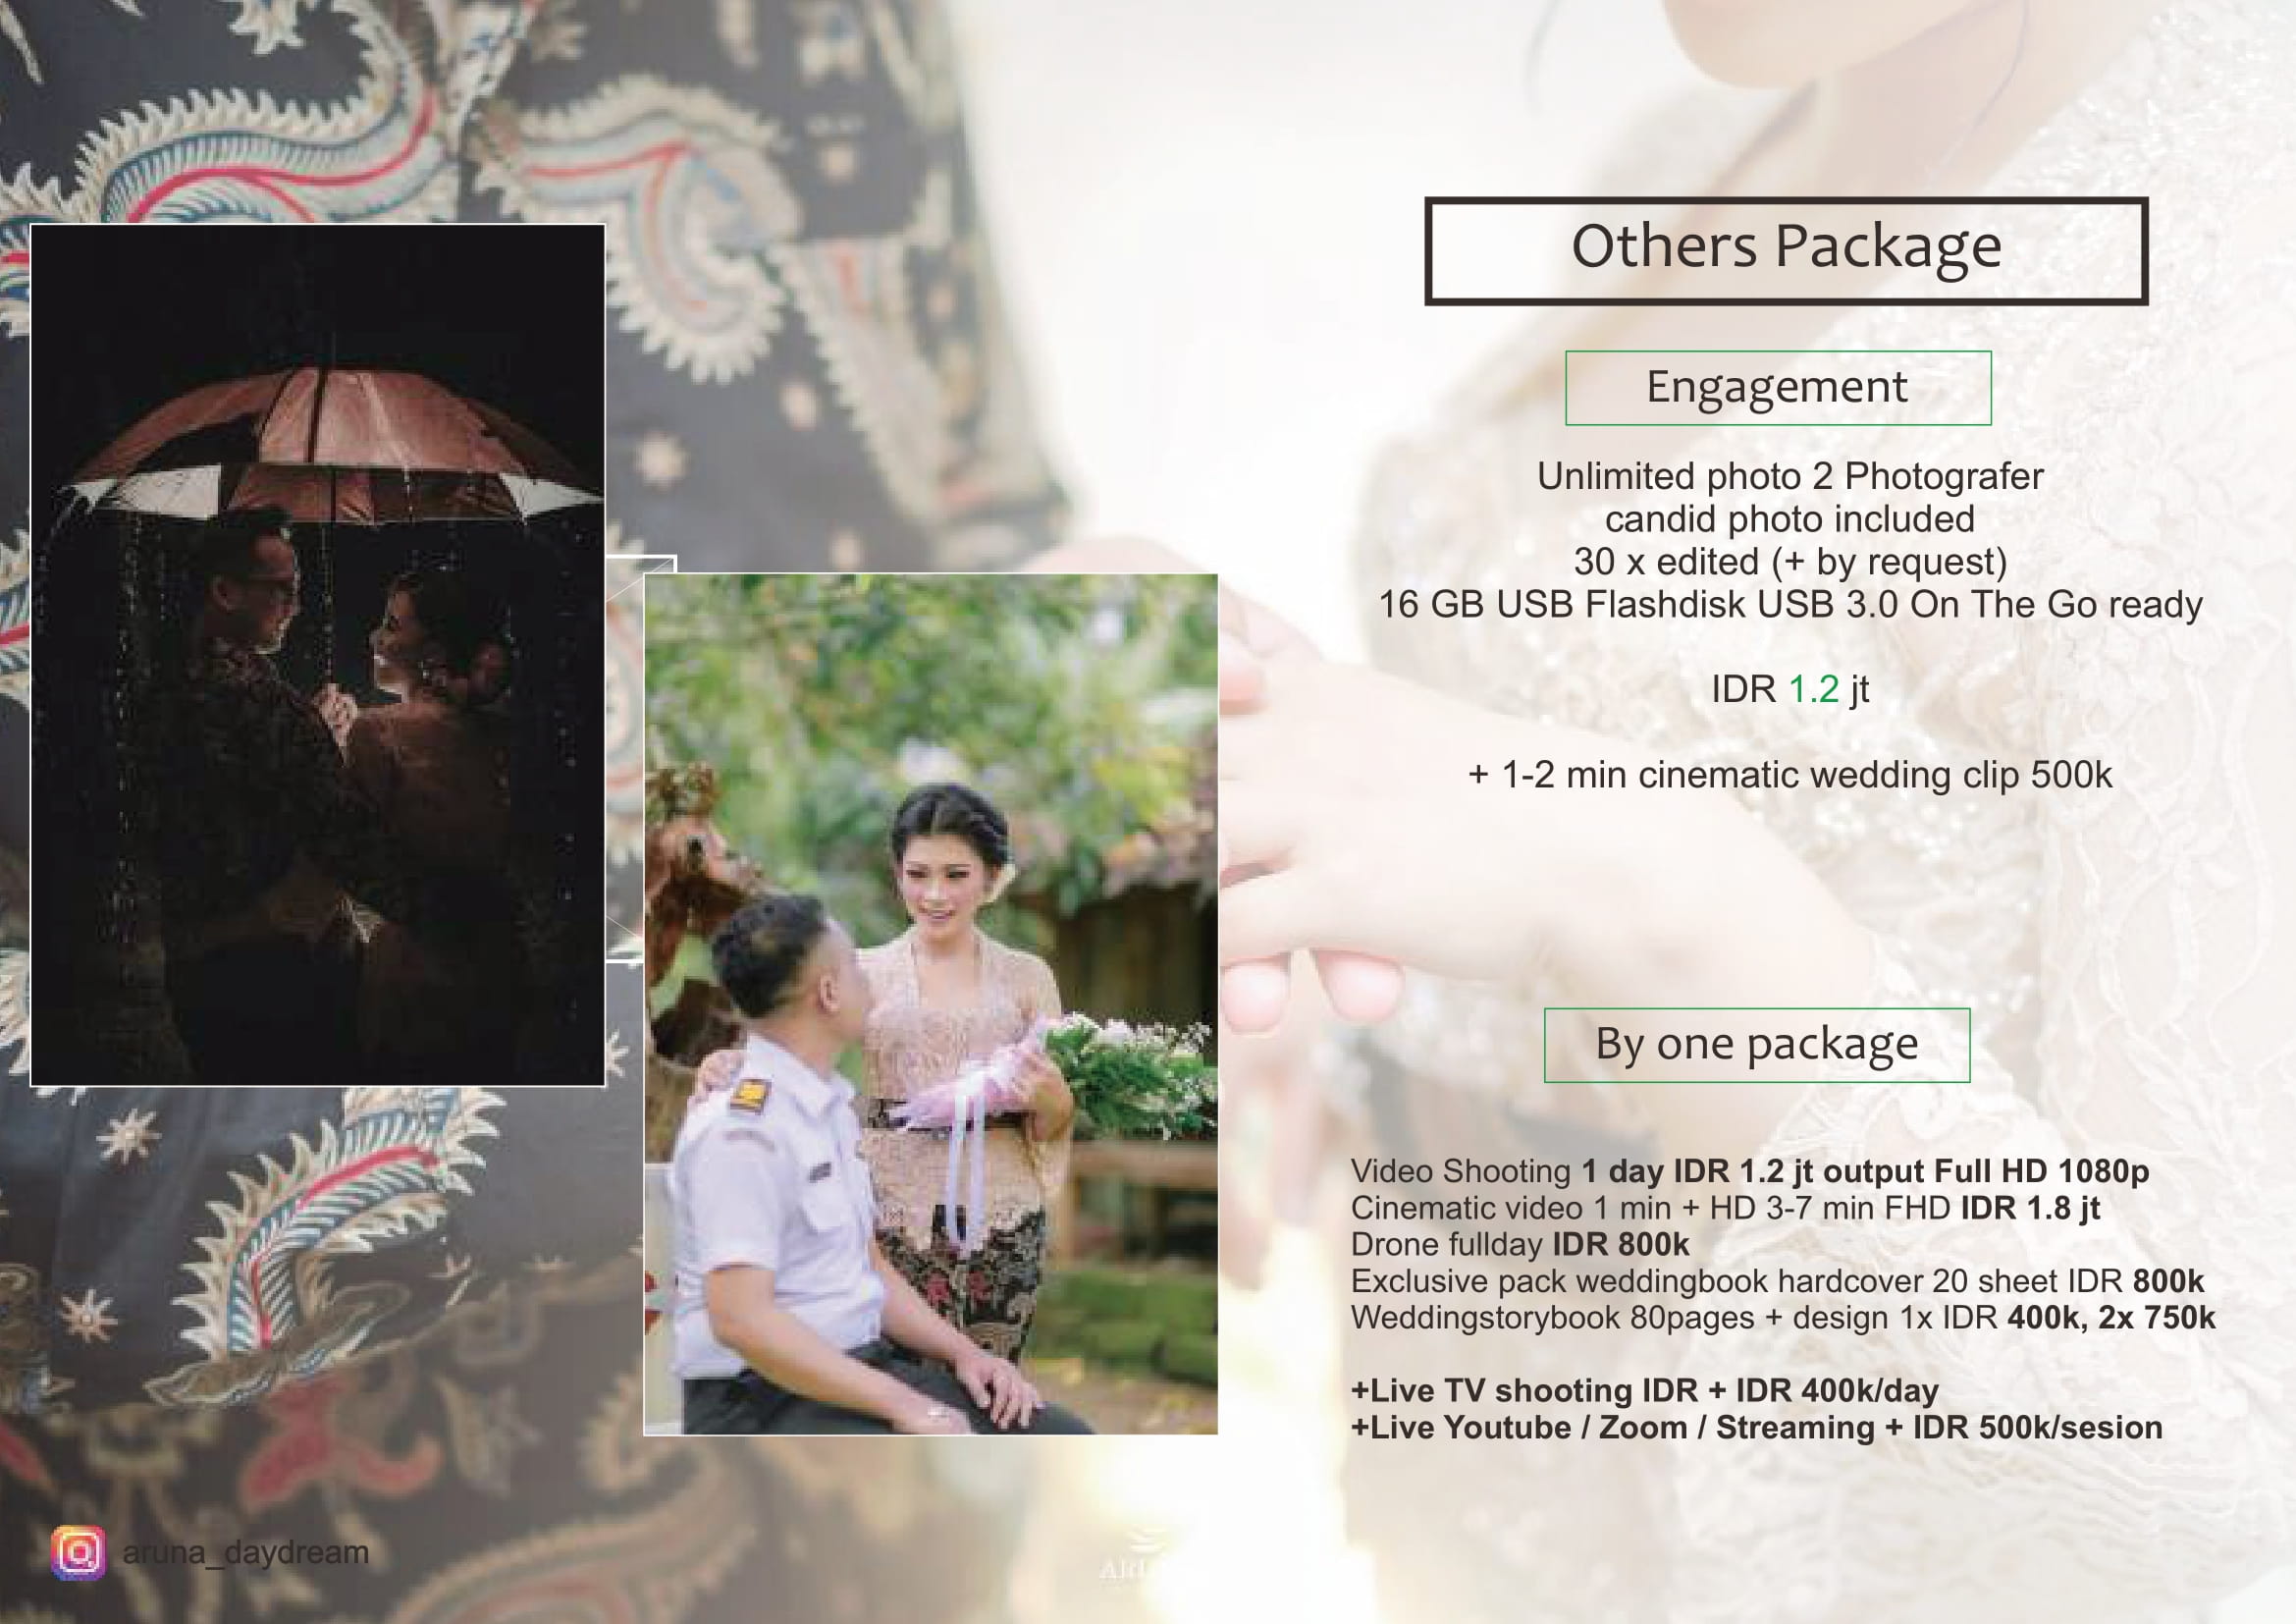 Others Package
Engagement
Unlimited photo 2 Photografer
candid photo included
30 x edited (+ by request)
16 GB USB Flashdisk USB 3.0 On The Go ready
IDR 1.2 jt
+ 1-2 min cinematic wedding clip 500k
By one package
Video Shooting 1 day IDR 1.2 jt output Full HD 1080p
Cinematic video 1 min + HD 3-7 min FHD IDR 1.8 jt
Drone fullday IDR 800k
Exclusive pack weddingbook hardcover 20 sheet IDR 800k
Weddingstorybook 80pages + design 1x IDR 400k, 2x 750k
+Live TV shooting IDR + IDR 400k/day
+Live Youtube / Zoom / Streaming + IDR 500k/sesion
aruna_daydream